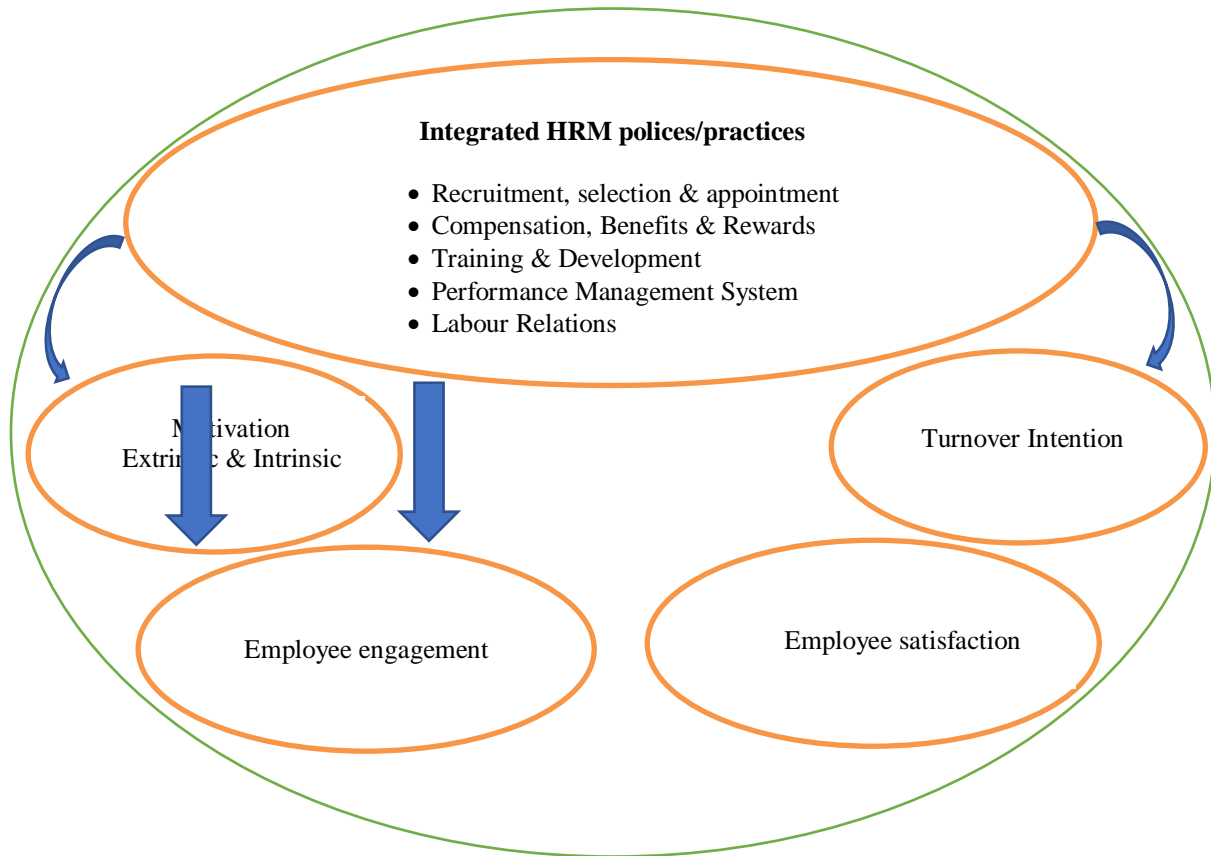 Integrated HRM polices/practices
• Recruitment, selection & appointment
• Compensation, Benefits & Rewards
• Training & Development
• Performance Management System
• Labour Relations
Motivation
Extrinsic & Intrinsic
Turnover Intention
Employee engagement
Employee satisfaction